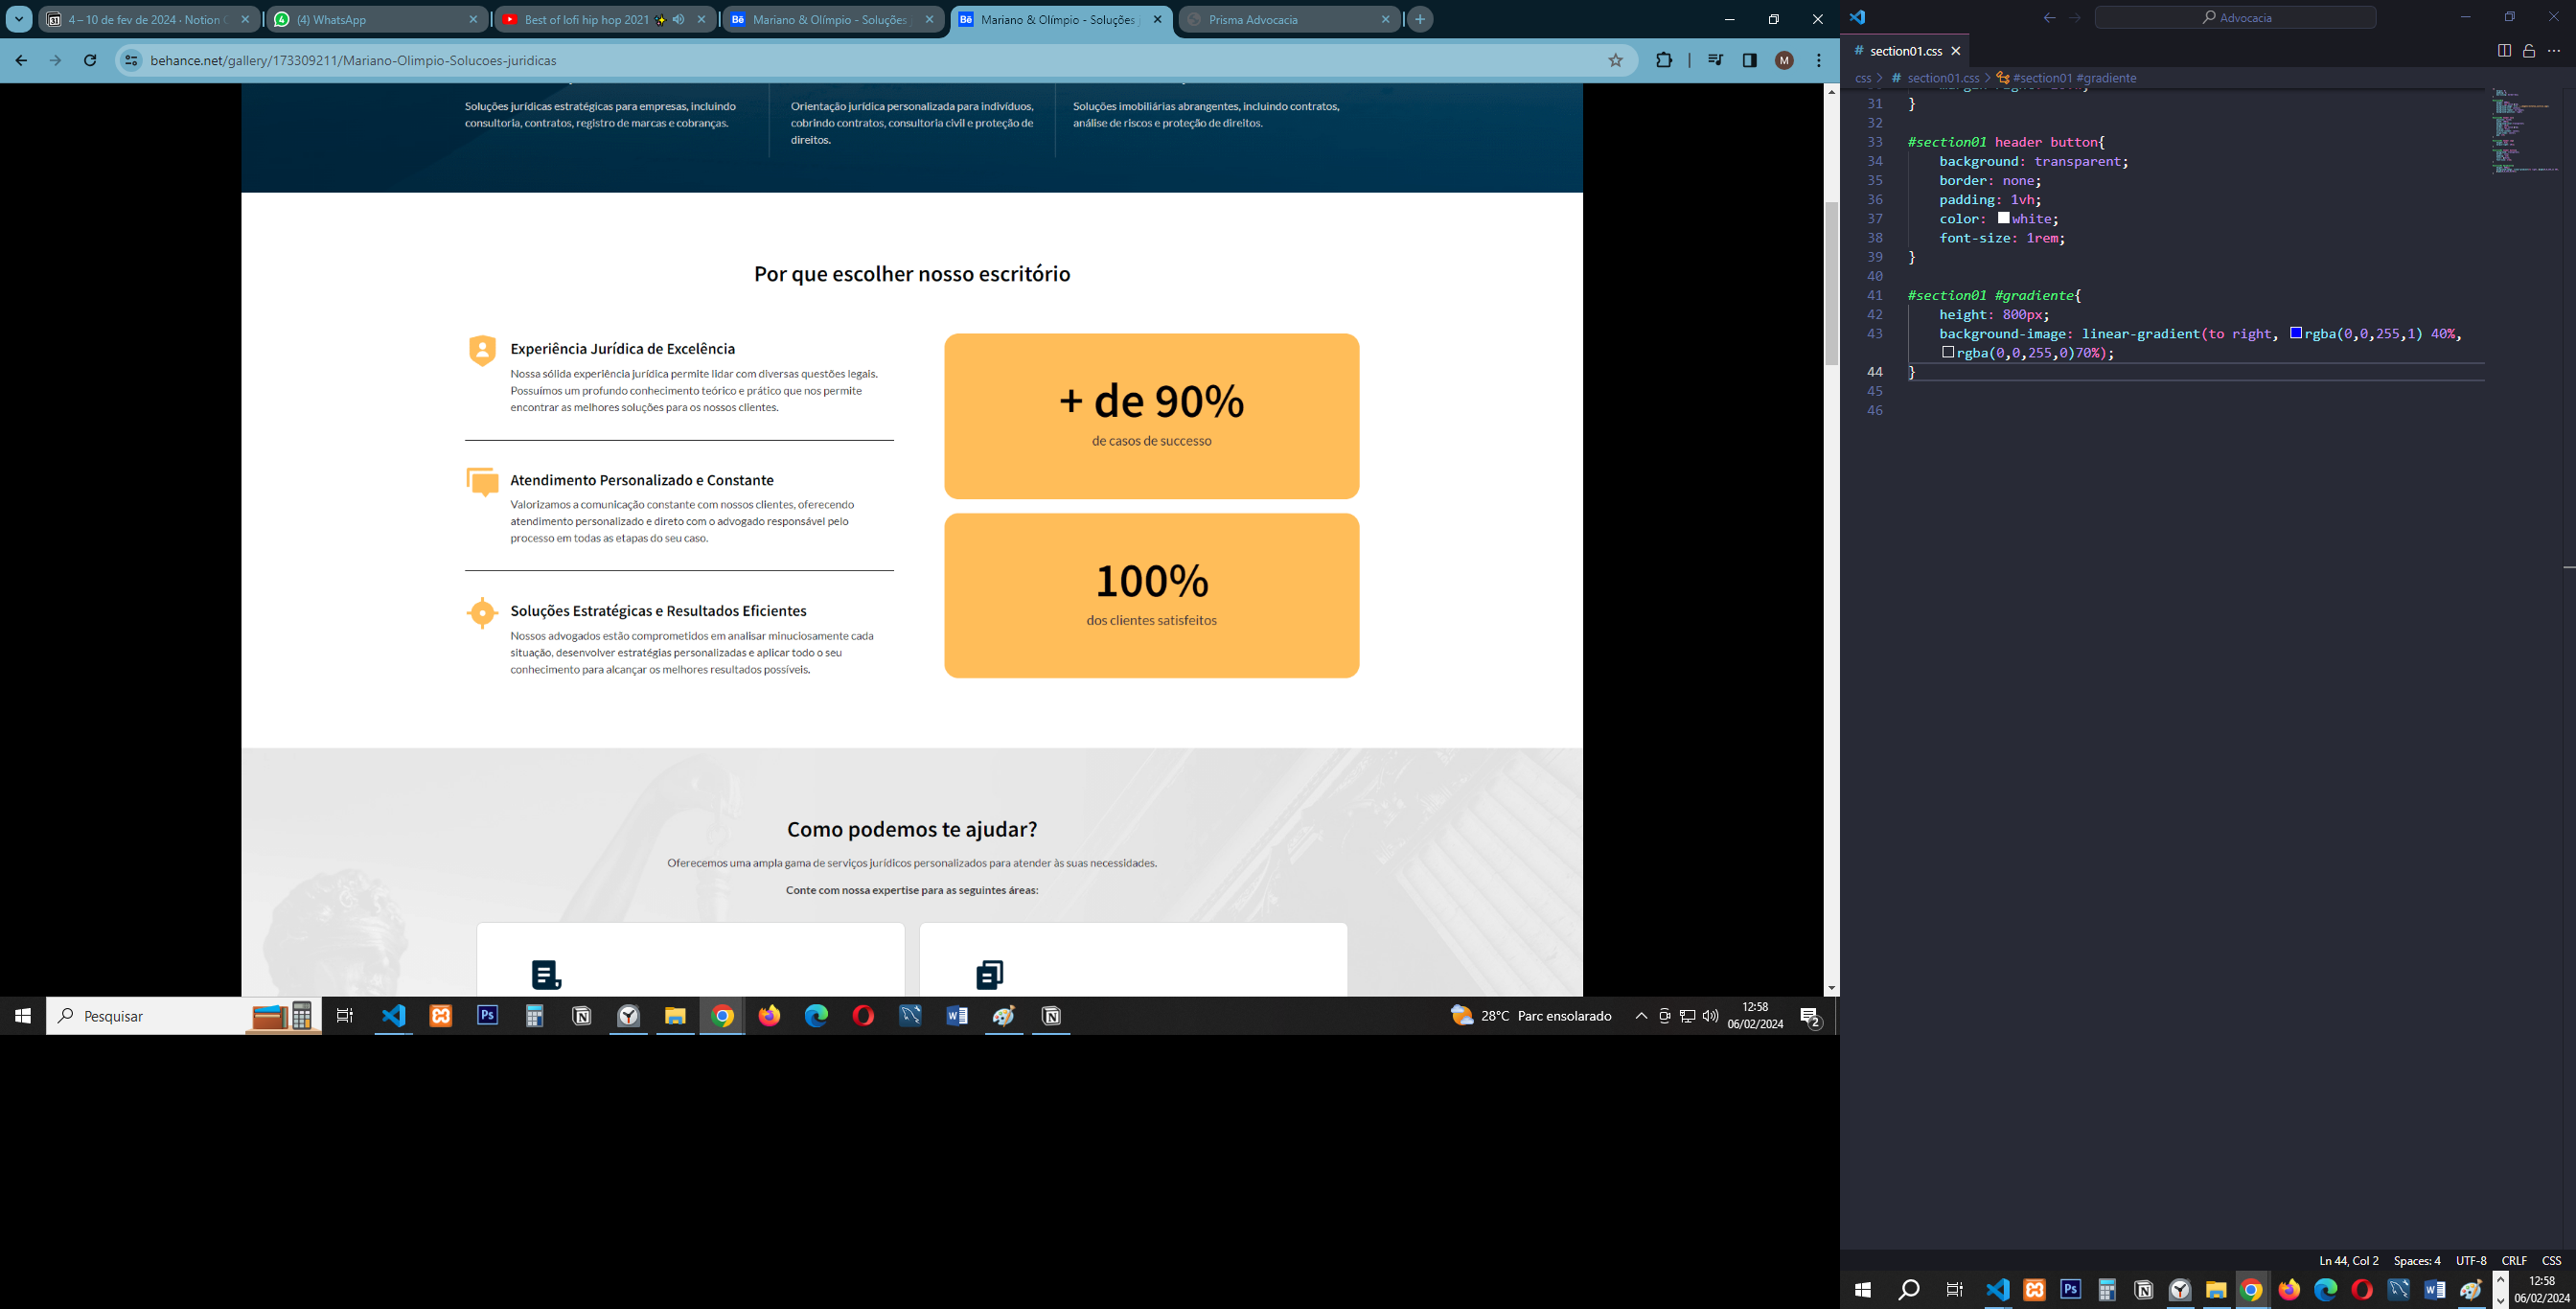 4 – 10 de fev de 2024 · Notion C
(4) WhatsApp
Best of lofi hip hop 2021
Mariano & Olímpio - Soluções
Mariano & Olímpio - Soluções
Prisma Advocacia
behance.net/gallery/173309211/Mariano-Olimpio-Solucoes-juridicas
Soluções jurídicas estratégicas para empresas, incluindo
consultoria, contratos, registro de marcas e cobranças.
Orientação jurídica personalizada para indivíduos,
cobrindo contratos, consultoria civil e proteção de
direitos.
Soluções imobiliárias abrangentes, incluindo contratos,
análise de riscos e proteção de direitos.
Por que escolher nosso escritório
Experiência Jurídica de Excelência
Nossa sólida experiência jurídica permite lidar com diversas questões legais.
Possuímos um profundo conhecimento teórico e prático que nos permite
encontrar as melhores soluções para os nossos clientes.
Atendimento Personalizado e Constante
Valorizamos a comunicação constante com nossos clientes, oferecendo
atendimento personalizado e direto com o advogado responsável pelo
processo em todas as etapas do seu caso.
Soluções Estratégicas e Resultados Eficientes
Nossos advogados estão comprometidos em analisar minuciosamente cada
situação, desenvolver estratégias personalizadas e aplicar todo o seu
conhecimento para alcançar os melhores resultados possíveis.
+ de 90%
de casos de successo
100%
dos clientes satisfeitos
Como podemos te ajudar?
Oferecemos uma ampla gama de serviços jurídicos personalizados para atender às suas necessidades.
Conte com nossa expertise para as seguintes áreas:
Pesquisar
28°C Parc ensolarado
12:58
06/02/2024
2
Advocacia
# section01.css
css > # section01.css > #section01 #gradiente
31 }
32
33 #section01 header button{
34 background: transparent;
35 border: none;
36 padding: 1vh;
37 color: white;
38 font-size: 1rem;
39 }
40
41 #section01 #gradiente{
42 height: 800px;
43 background-image: linear-gradient(to right, rgba(0,0,255,1) 40%,
rgba(0,0,255,0)70%);
44 }
45
46
Ln 44, Col 2 Spaces: 4 UTF-8 CRLF CSS
12:58
06/02/2024